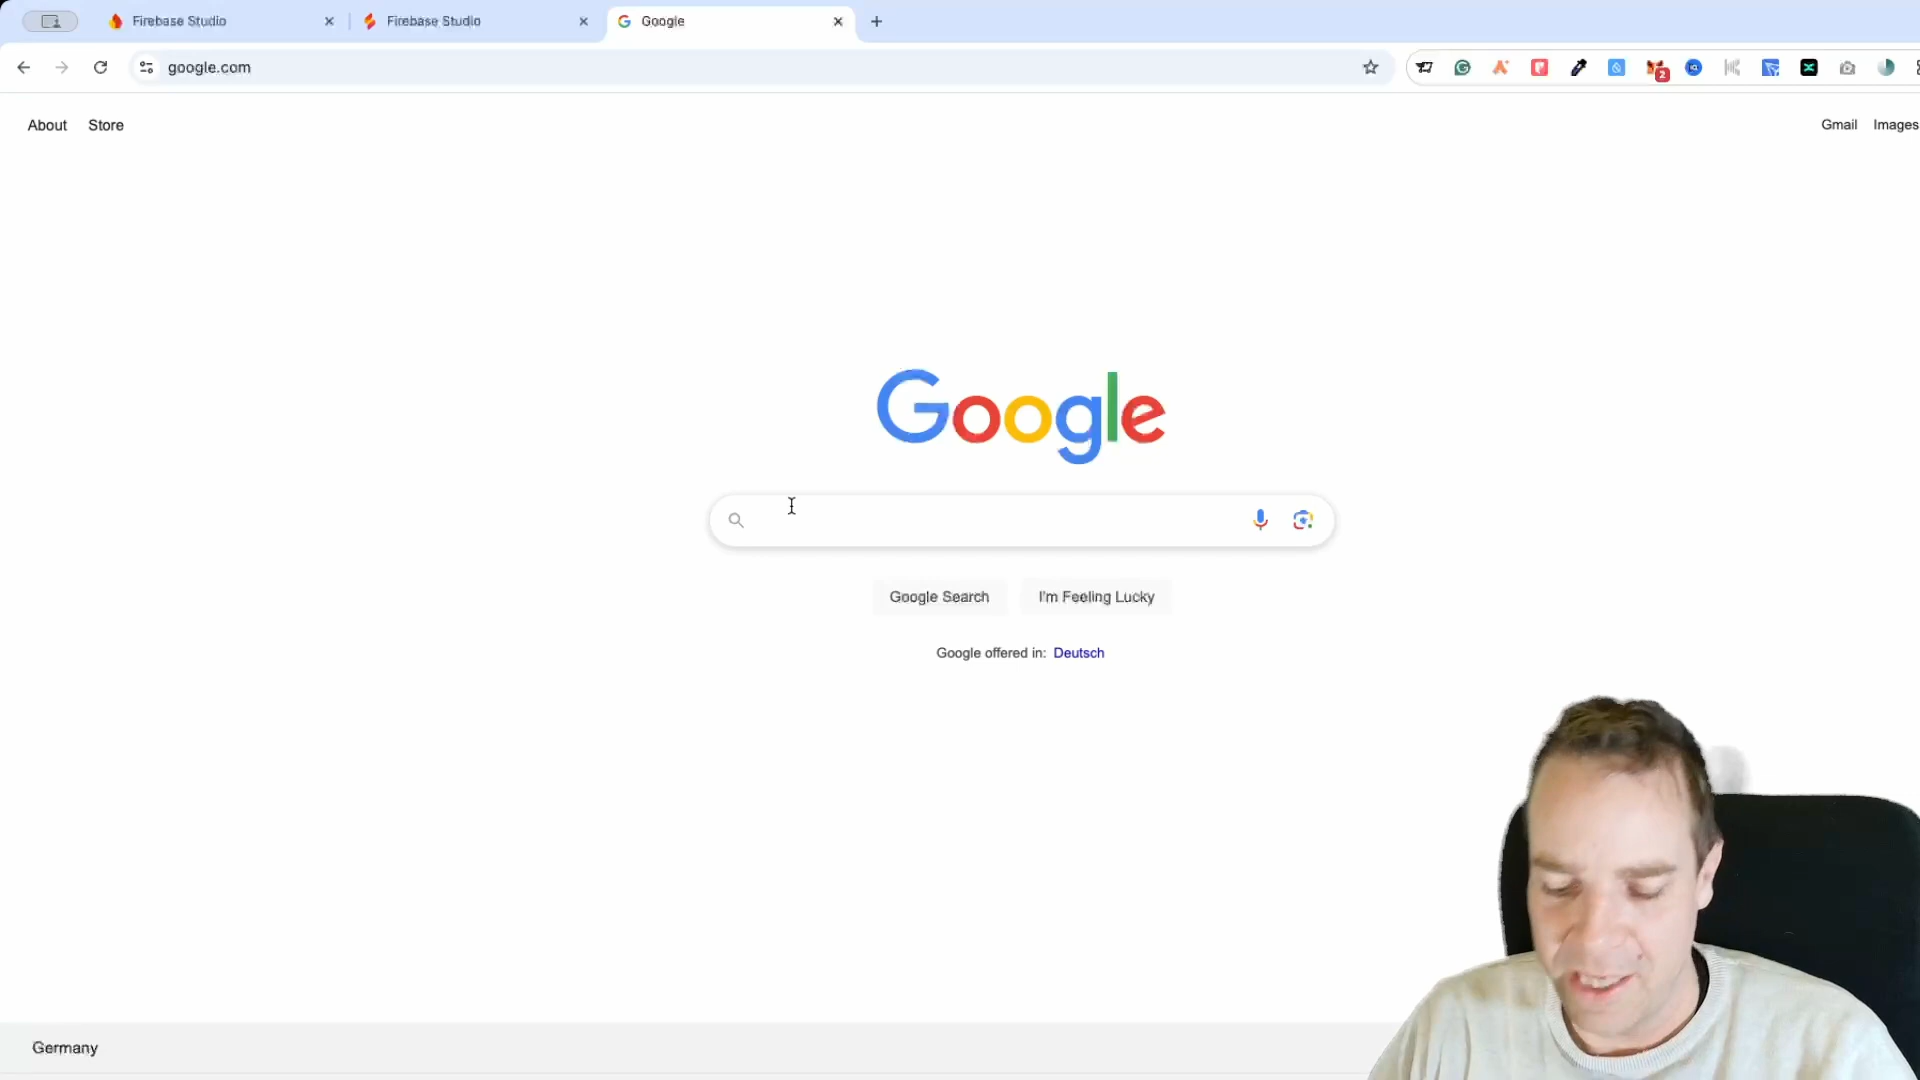 Firebase Studio
Firebase Studio
Google
google.com
2
About
Store
Gmail
Images
Google
Google Search
I'm Feeling Lucky
Google offered in: Deutsch
Germany